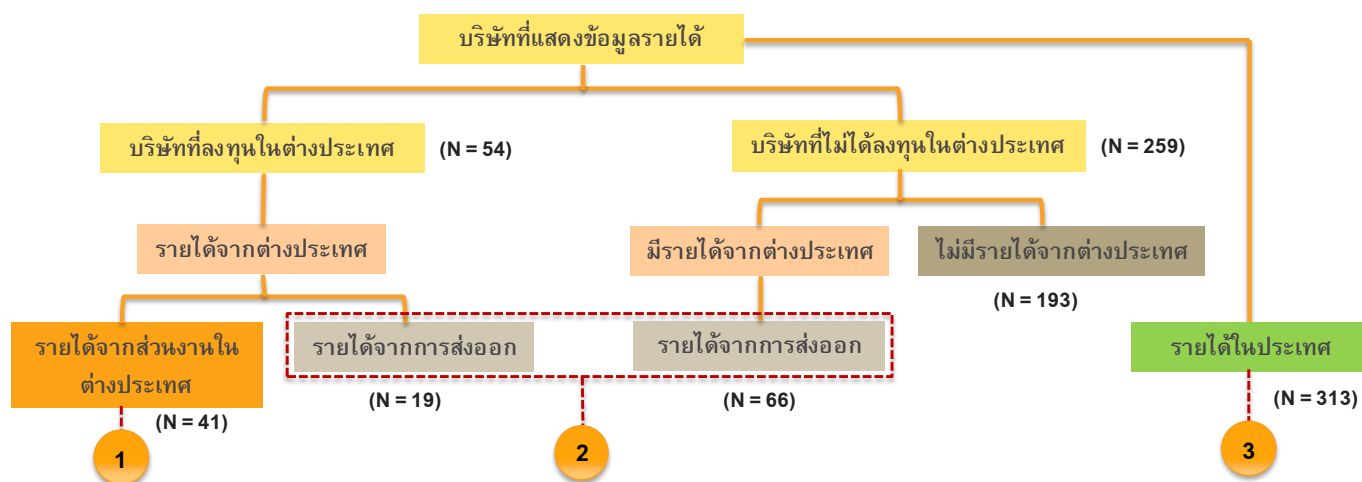 บริษัทที่แสดงข้อมูลรายได้
บริษัทที่ลงทุนในต่างประเทศ
(N = 54)
บริษัทที่ไม่ได้ลงทุนในต่างประเทศ
(N = 259)
รายได้จากต่างประเทศ
มีรายได้จากต่างประเทศ
ไม่มีรายได้จากต่างประเทศ
(N = 193)
รายได้จากส่วนงานใน
ต่างประเทศ
(N = 41)
รายได้จากการส่งออก
(N = 19)
รายได้จากการส่งออก
(N = 66)
รายได้ในประเทศ
(N = 313)
1
2
3